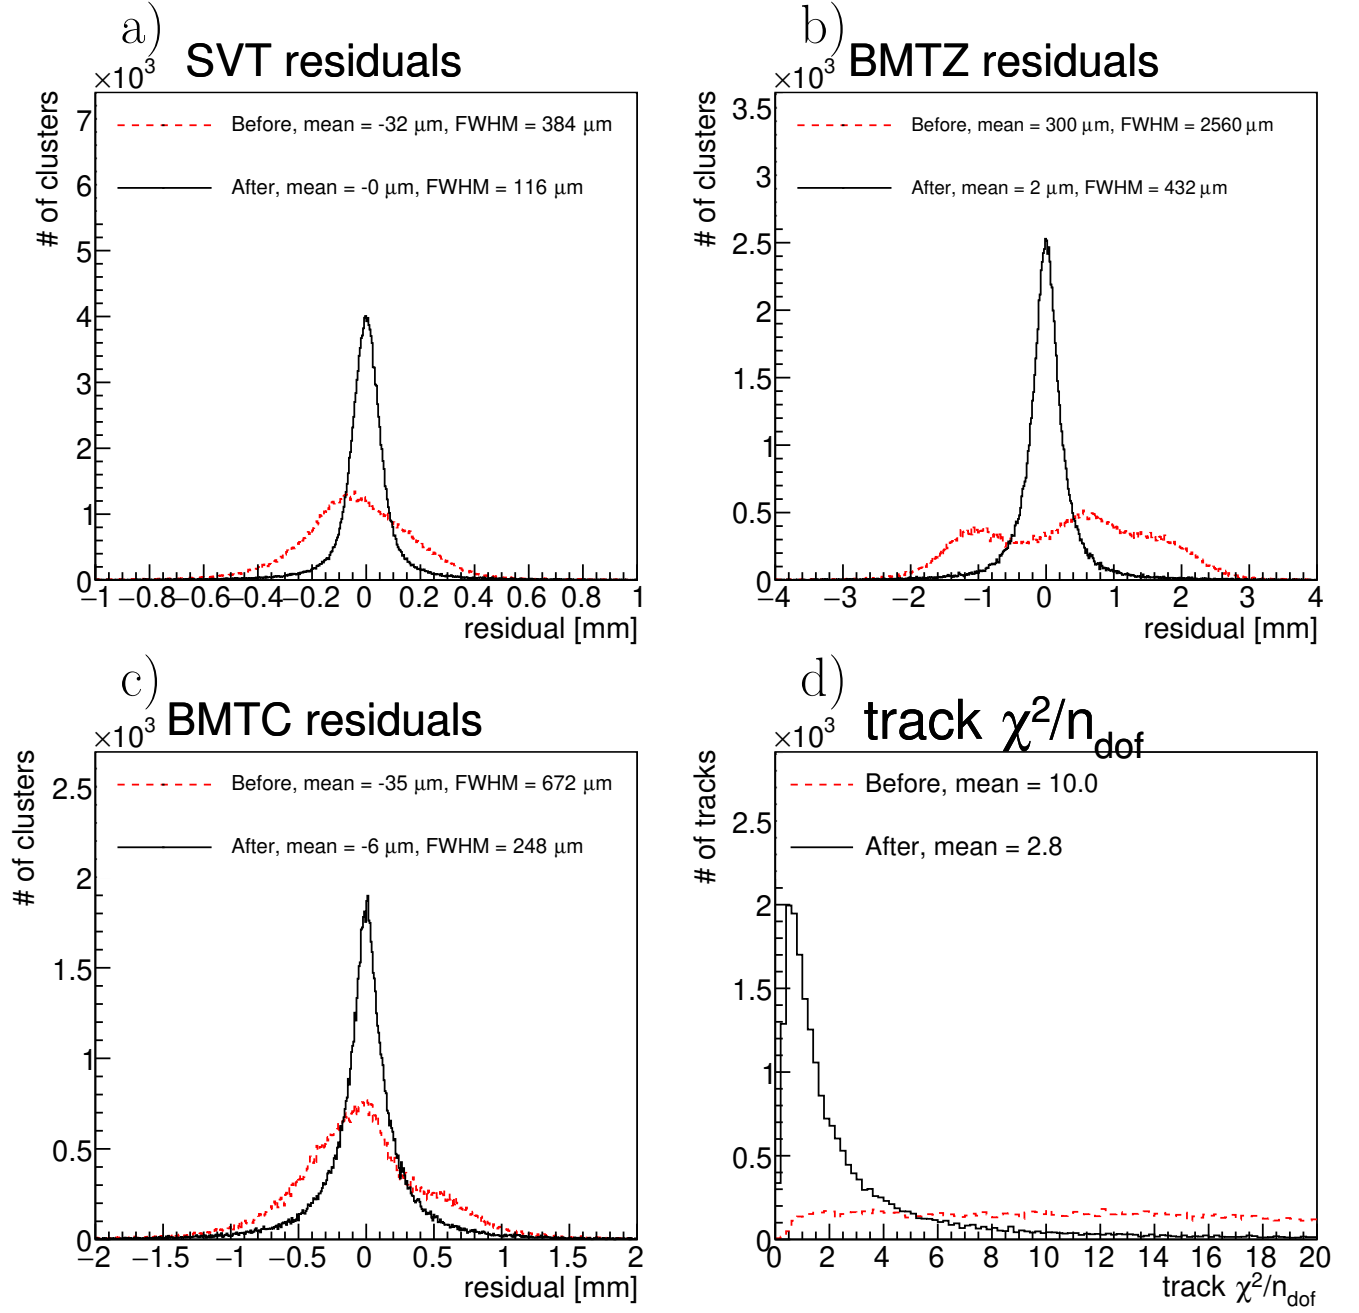 a)
SVT residuals
×10³
# of clusters
Before, mean = -32 μm, FWHM = 384 μm
After, mean = -0 μm, FWHM = 116 μm
7
6
5
4
3
2
1
0
−1 −0.8 −0.6 −0.4 −0.2 0 0.2 0.4 0.6 0.8 1
residual [mm]
b)
BMTZ residuals
×10³
# of clusters
Before, mean = 300 μm, FWHM = 2560 μm
After, mean = 2 μm, FWHM = 432 μm
3.5
3
2.5
2
1.5
1
0.5
0
−4 −3 −2 −1 0 1 2 3 4
residual [mm]
c)
BMTC residuals
×10³
# of clusters
Before, mean = -35 μm, FWHM = 672 μm
After, mean = -6 μm, FWHM = 248 μm
2.5
2
1.5
1
0.5
0
−2 −1.5 −1 −0.5 0 0.5 1 1.5 2
residual [mm]
d)
track χ²/n_dof
×10³
# of tracks
Before, mean = 10.0
After, mean = 2.8
2.5
2
1.5
1
0.5
0
0 2 4 6 8 10 12 14 16 18 20
track χ²/n_dof